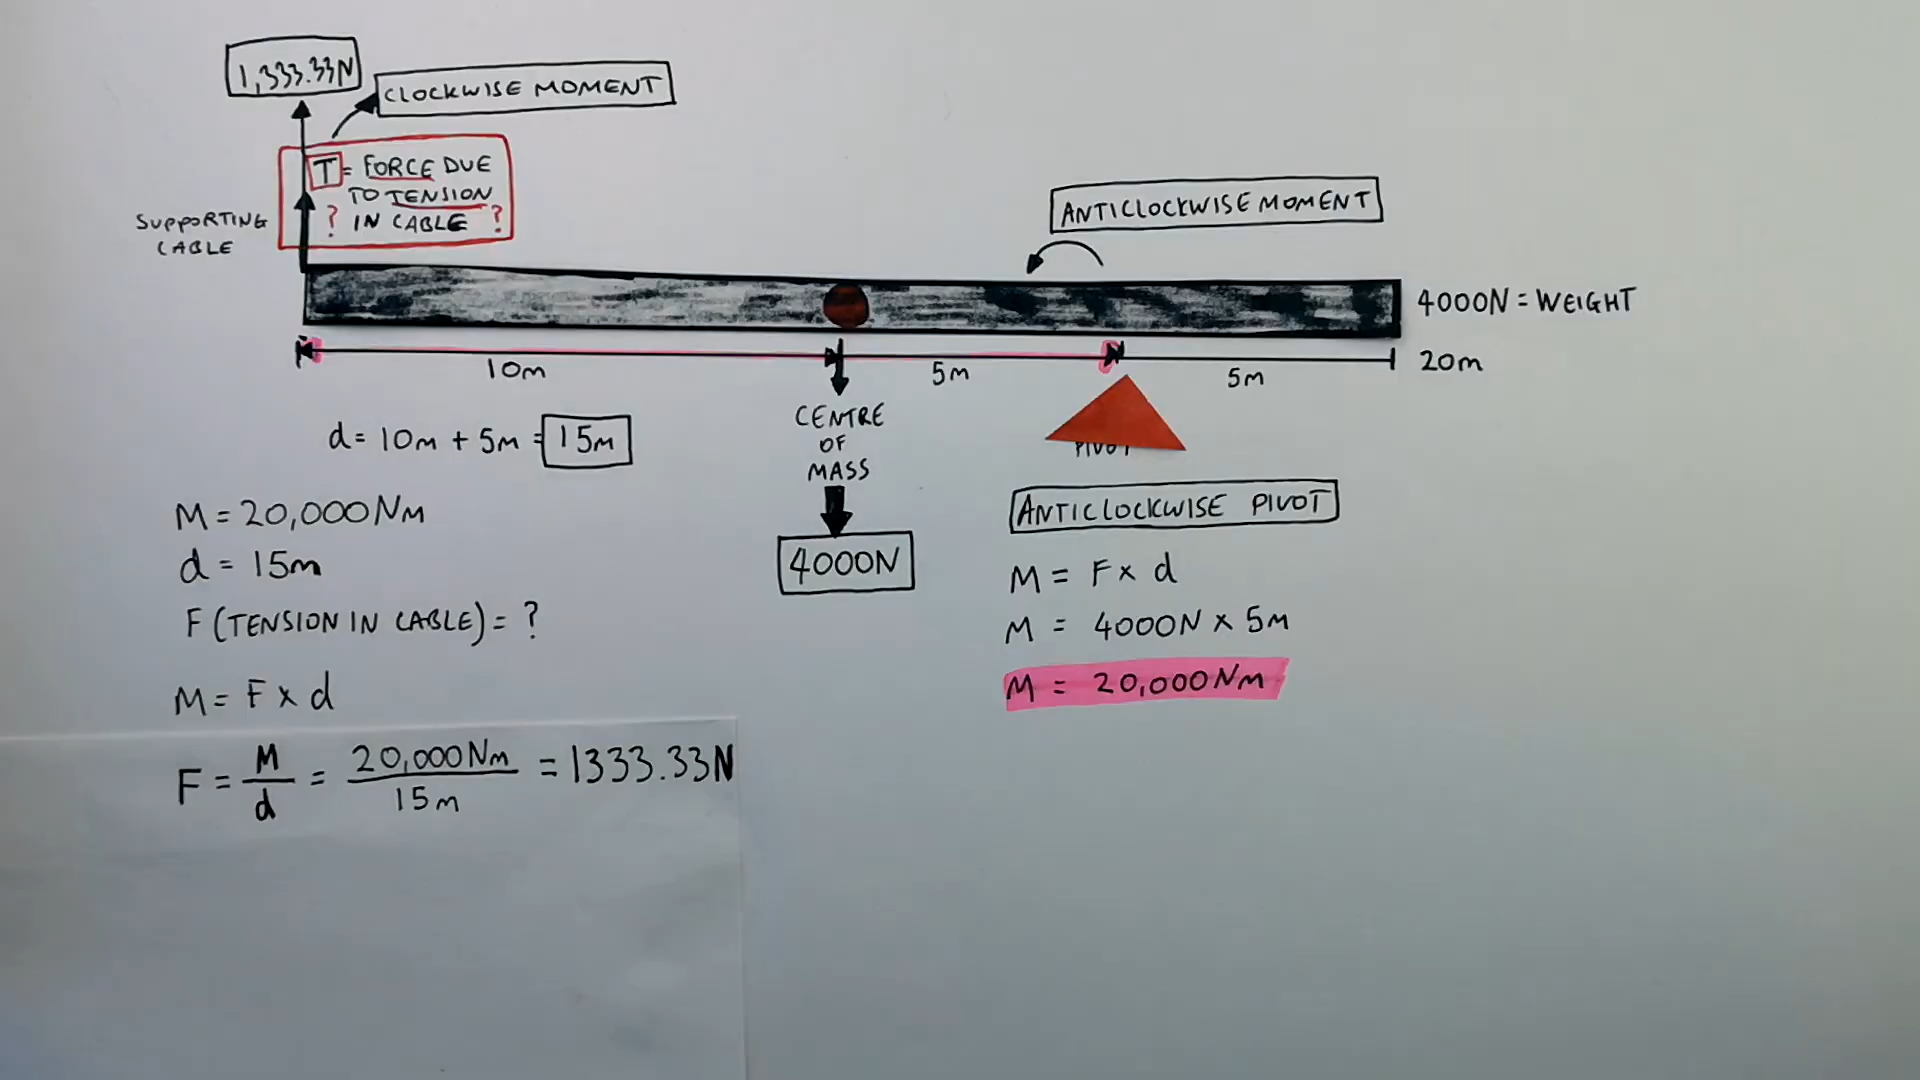 1,333.33N
CLOCKWISE MOMENT
T = FORCE DUE
TO TENSION
? IN CABLE ?
SUPPORTING
CABLE
ANTICLOCKWISE MOMENT
4000N = WEIGHT
10m
5m
5m
20m
d = 10m + 5m = 15m
CENTRE
OF
MASS
4000N
PIVOT
M = 20,000Nm
d = 15m
F (TENSION IN CABLE) = ?
M = F x d
F = M/d = 20,000Nm/15m = 1333.33N
ANTICLOCKWISE PIVOT
M = F x d
M = 4000N x 5m
M = 20,000Nm